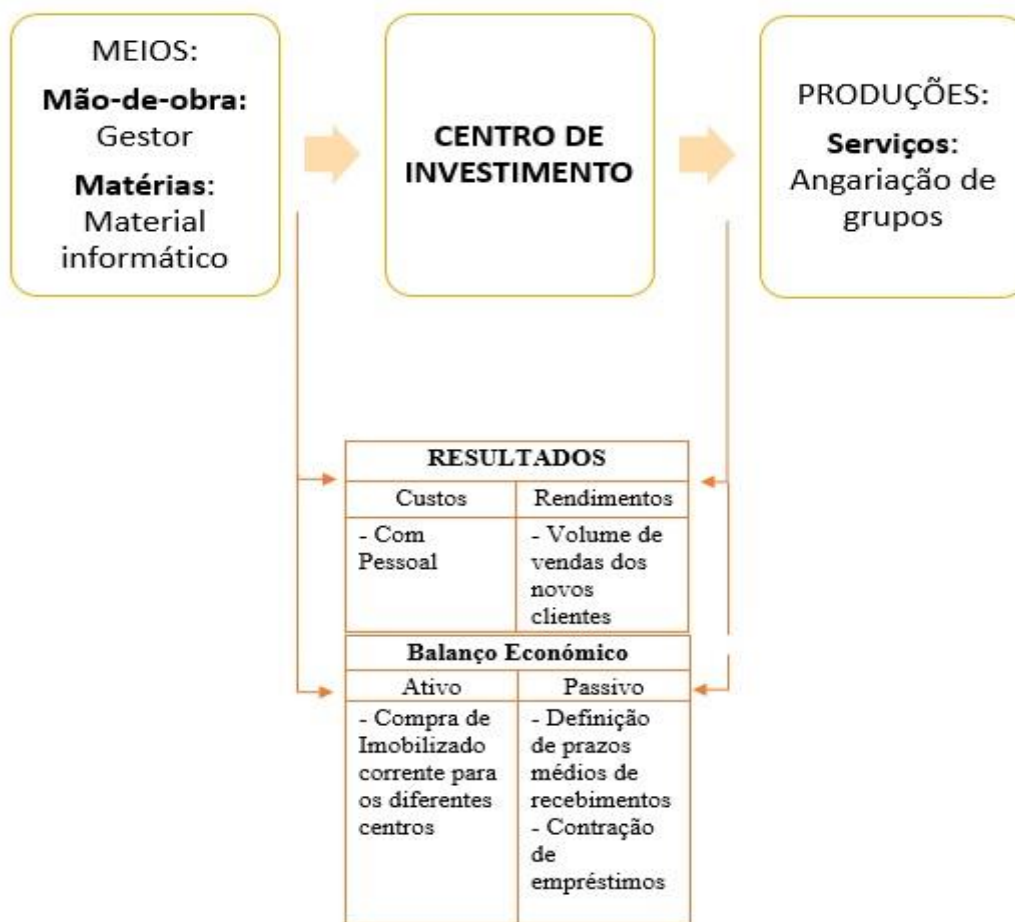 MEIOS:
Mão-de-obra:
Gestor
Matérias:
Material
informático
CENTRO DE
INVESTIMENTO
PRODUÇÕES:
Serviços:
Angariação de
grupos
RESULTADOS
Custos
Rendimentos
- Com
Pessoal
- Volume de
vendas dos
novos
clientes
Balanço Económico
Ativo
Passivo
- Compra de
Imobilizado
corrente para
os diferentes
centros
- Definição
de prazos
médios de
recebimentos
- Contração
de
empréstimos